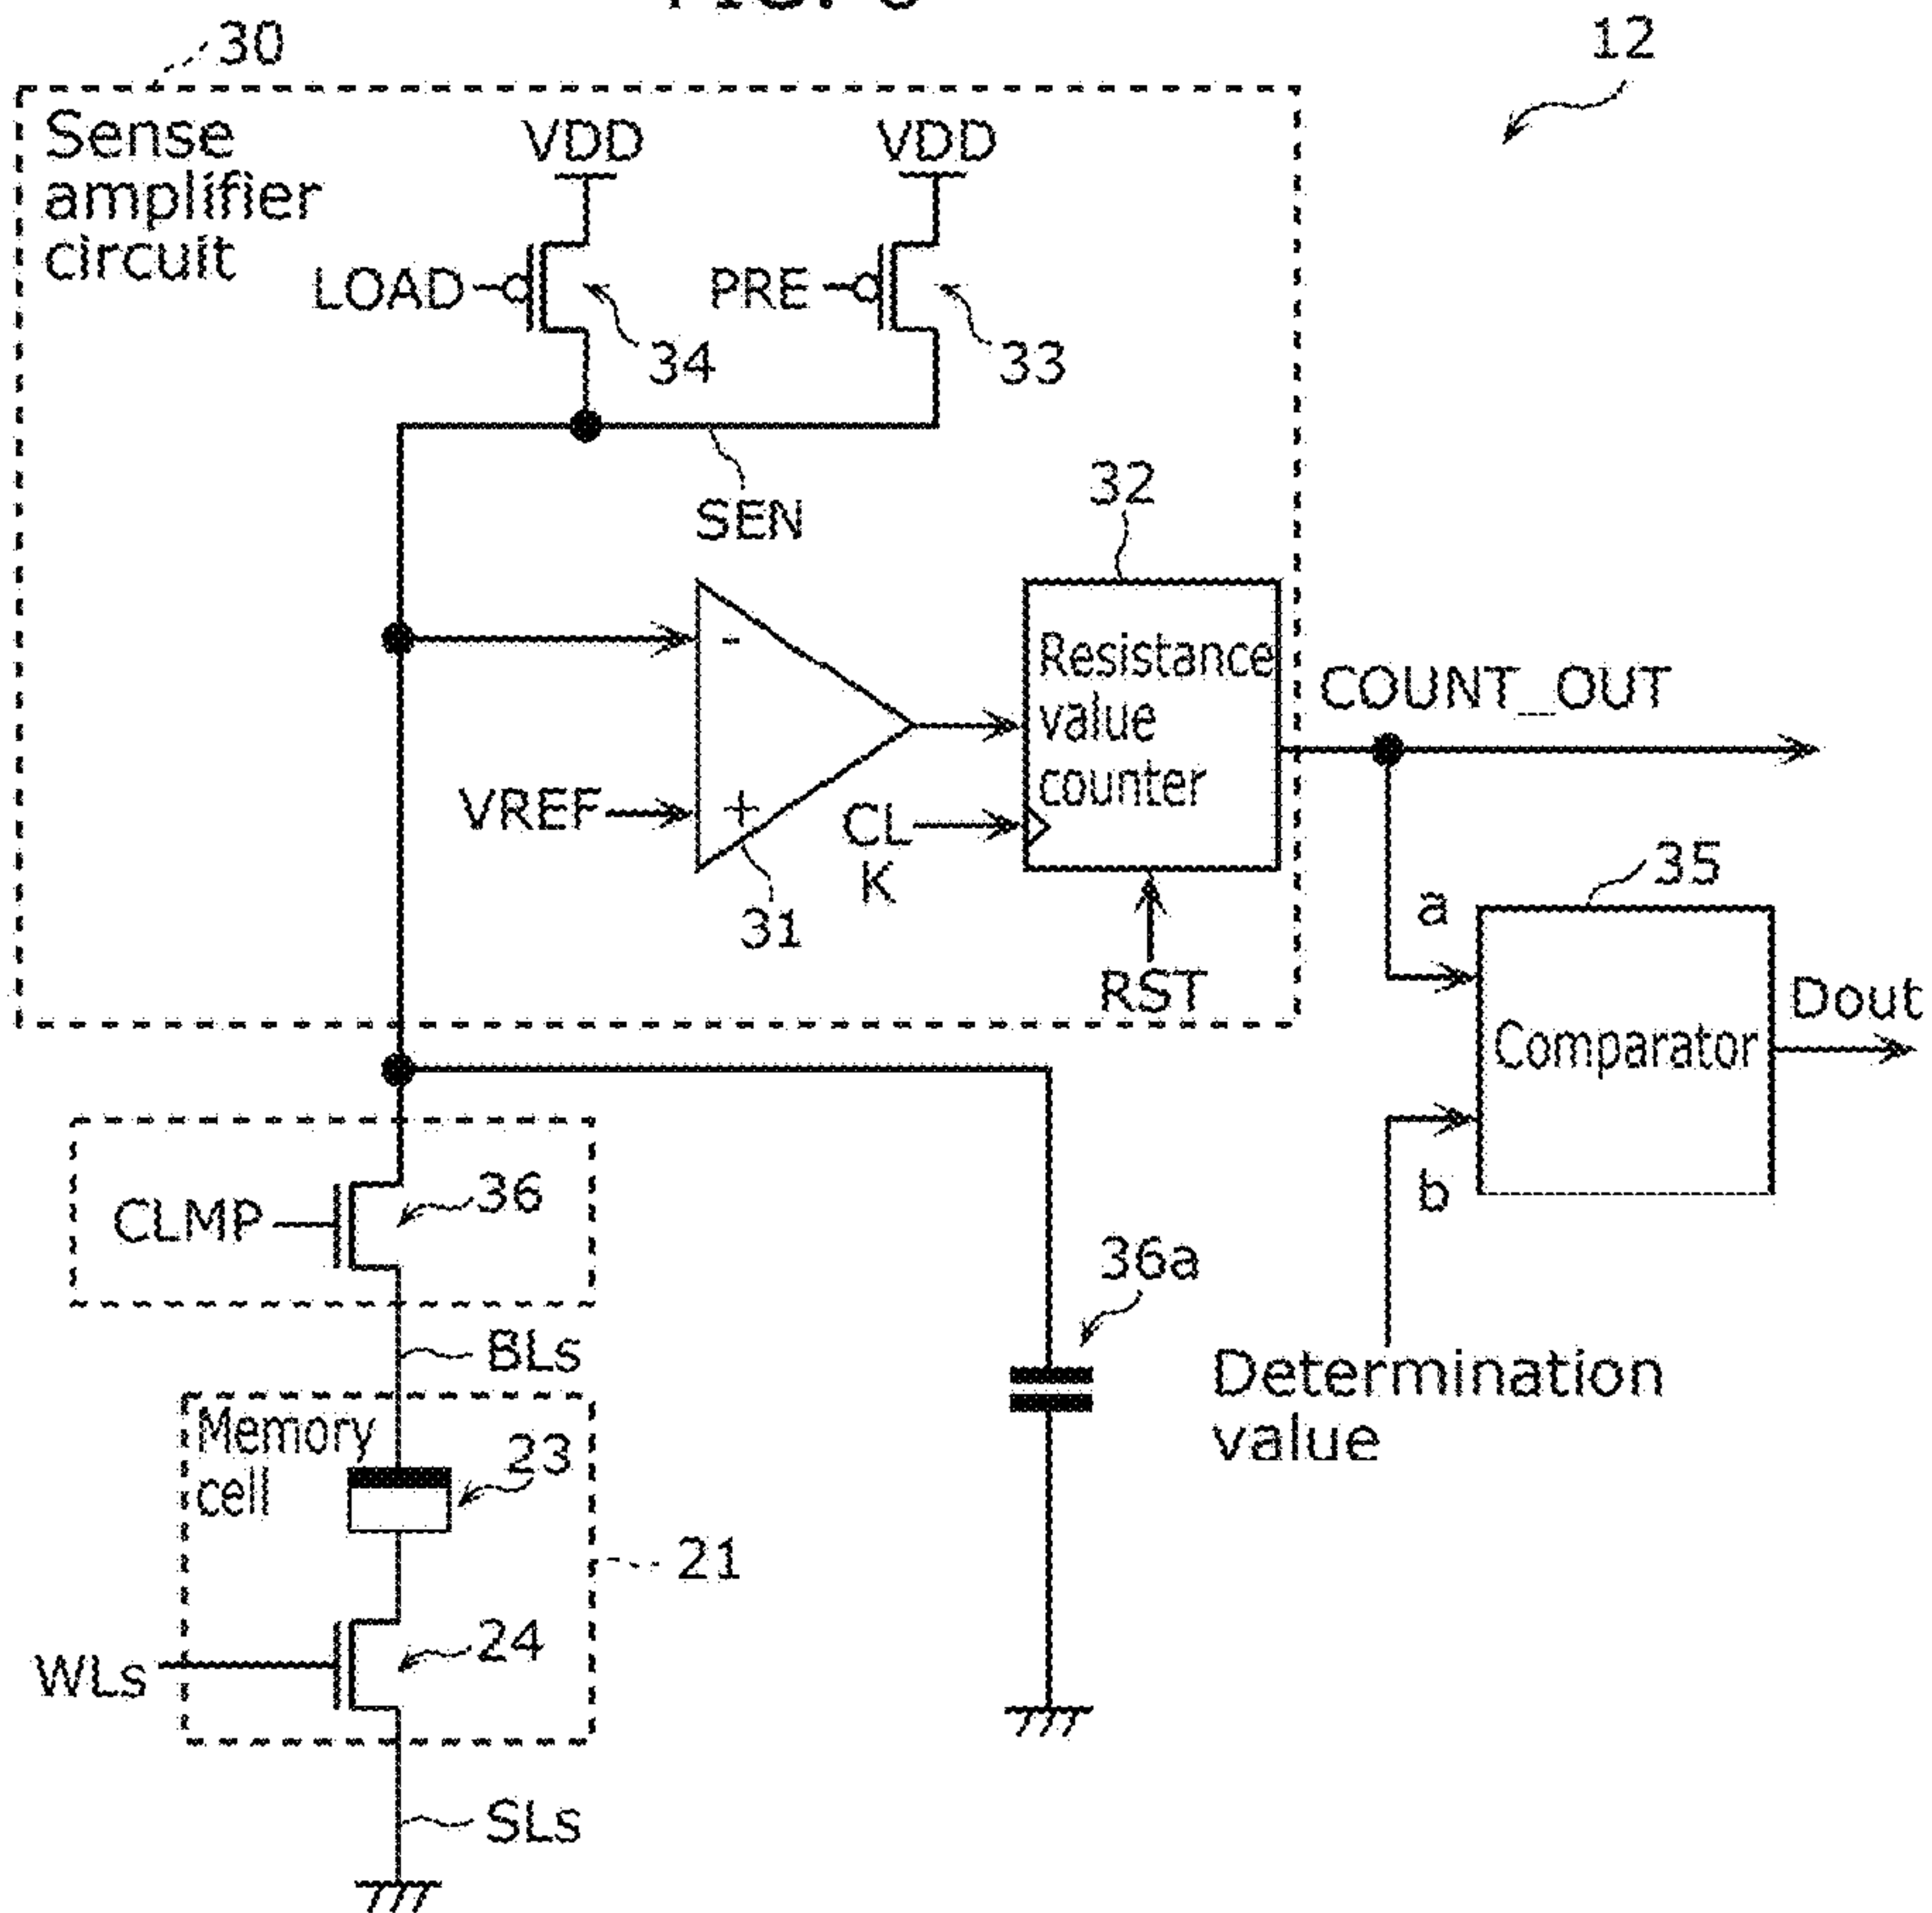 30
12
Sense
amplifier
circuit
VDD
VDD
LOAD
PRE
34
33
SEN
32
-
Resistance
value
counter
COUNT_OUT
VREF
+
CL
K
31
RST
35
a
Comparator
Dout
b
CLMP
36
36a
BLs
Determination
value
Memory
cell
23
21
24
WLs
SLs